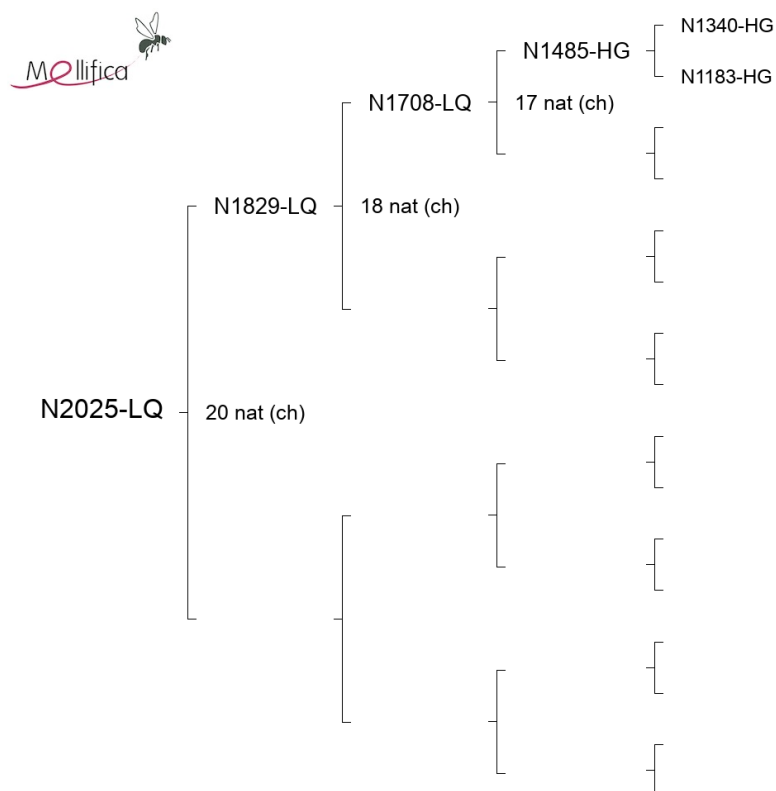 Mellifica
N1340-HG
N1485-HG
N1183-HG
N1708-LQ
17 nat (ch)
N1829-LQ
18 nat (ch)
N2025-LQ
20 nat (ch)